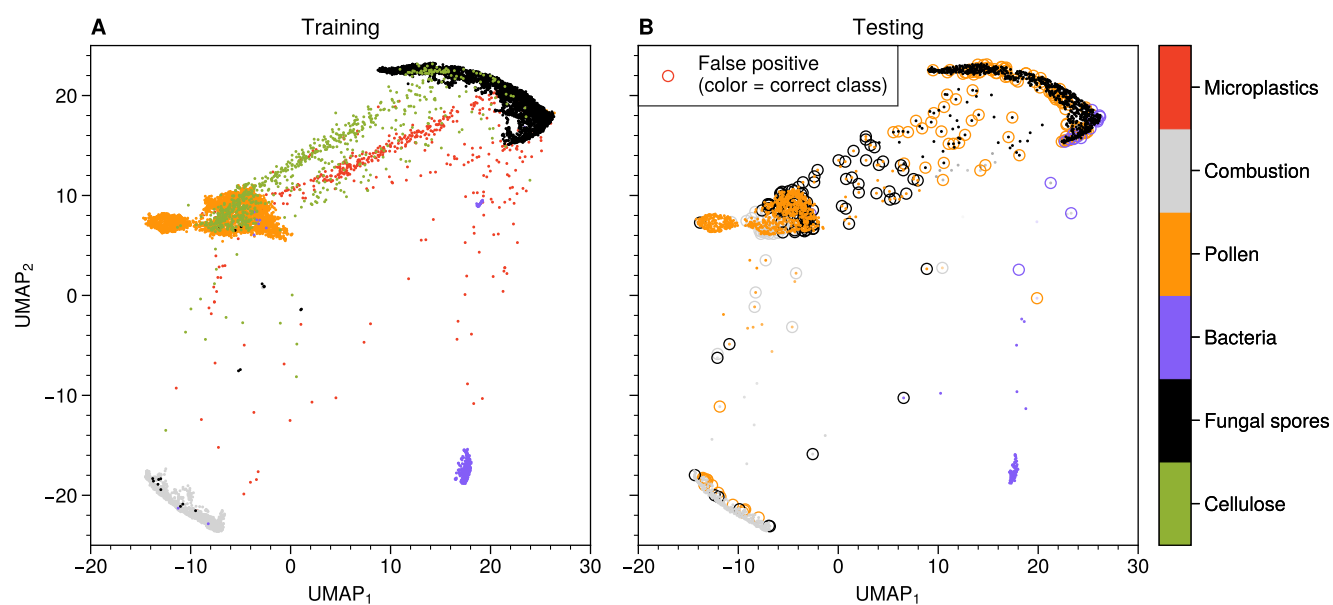 A Training
UMAP₂
20
10
0
−10
−20
−20 −10 0 10 20 30
UMAP₁
B Testing
False positive
(color = correct class)
−20 −10 0 10 20 30
UMAP₁
Microplastics
Combustion
Pollen
Bacteria
Fungal spores
Cellulose